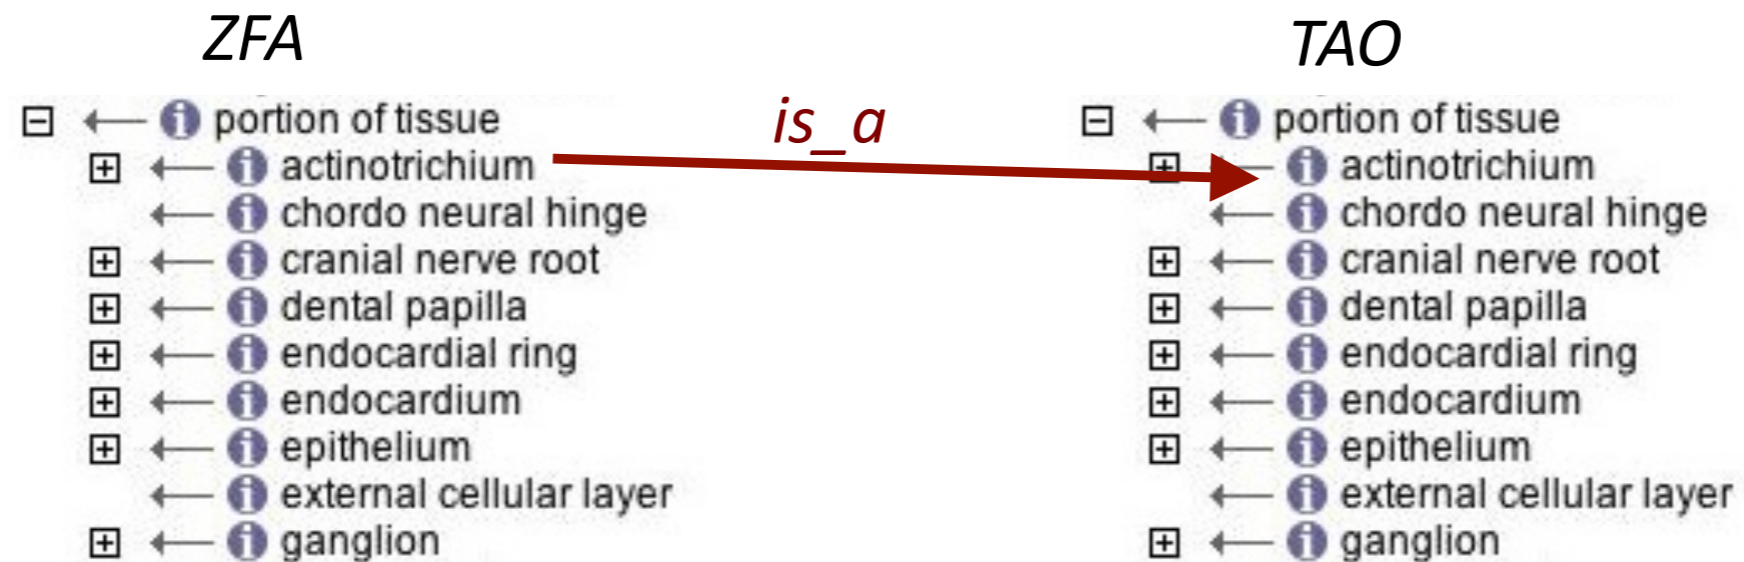 ZFA
portion of tissue
actinotrichium
chordo neural hinge
cranial nerve root
dental papilla
endocardial ring
endocardium
epithelium
external cellular layer
ganglion
is_a
TAO
portion of tissue
actinotrichium
chordo neural hinge
cranial nerve root
dental papilla
endocardial ring
endocardium
epithelium
external cellular layer
ganglion